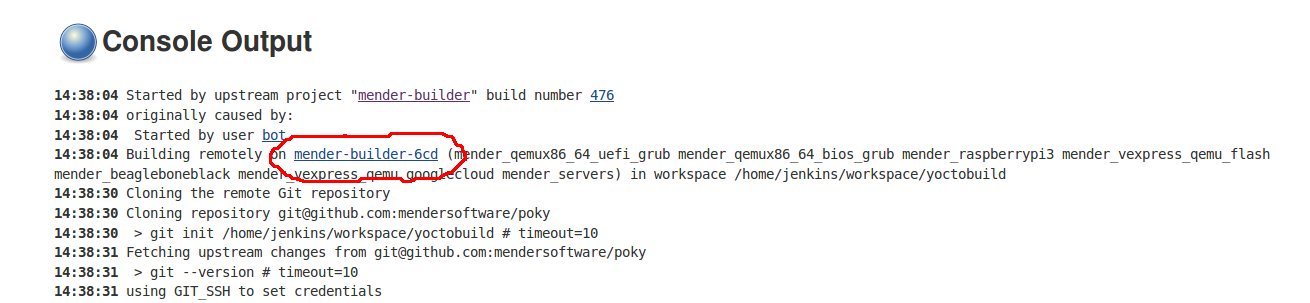 Console Output
14:38:04 Started by upstream project "mender-builder" build number 476
14:38:04 originally caused by:
14:38:04  Started by user bot
14:38:04 Building remotely on mender-builder-6cd (mender_qemux86_64_uefi_grub mender_qemux86_64_bios_grub mender_raspberrypi3 mender_vexpress_qemu_flash
mender_beagleboneblack mender_vexpress_qemu googlecloud mender_servers) in workspace /home/jenkins/workspace/yoctobuild
14:38:30 Cloning the remote Git repository
14:38:30 Cloning repository git@github.com:mendersoftware/poky
14:38:30  > git init /home/jenkins/workspace/yoctobuild # timeout=10
14:38:31 Fetching upstream changes from git@github.com:mendersoftware/poky
14:38:31  > git --version # timeout=10
14:38:31 using GIT_SSH to set credentials